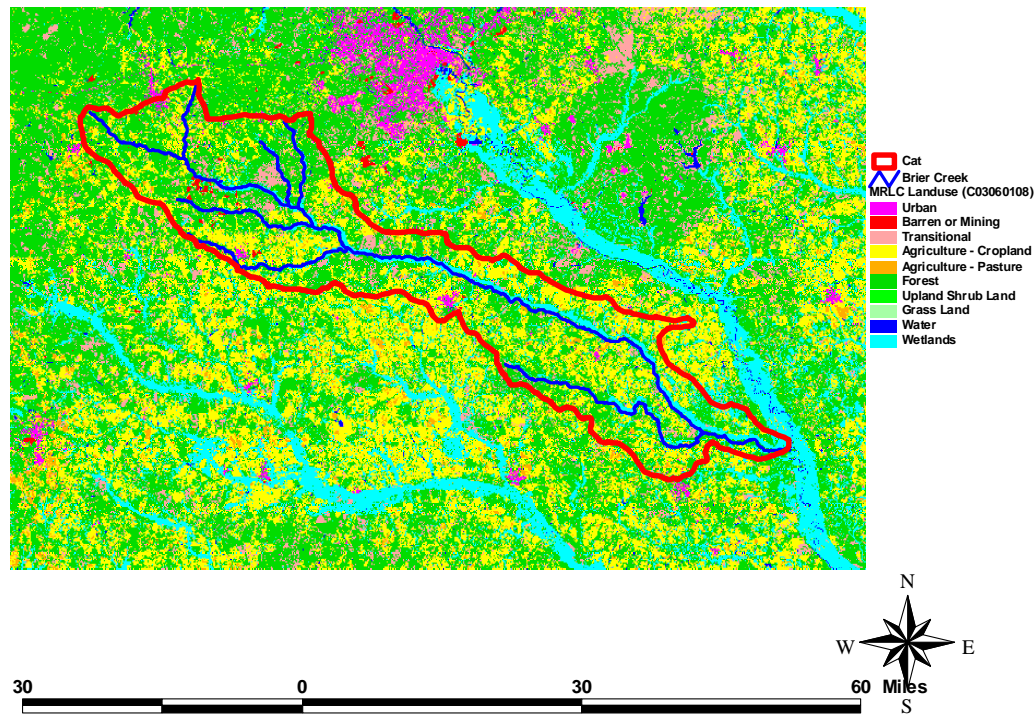 Cat
Brier Creek
MRLC Landuse (C03060108)
Urban
Barren or Mining
Transitional
Agriculture - Cropland
Agriculture - Pasture
Forest
Upland Shrub Land
Grass Land
Water
Wetlands
N
W E
S
30 0 30 60 Miles